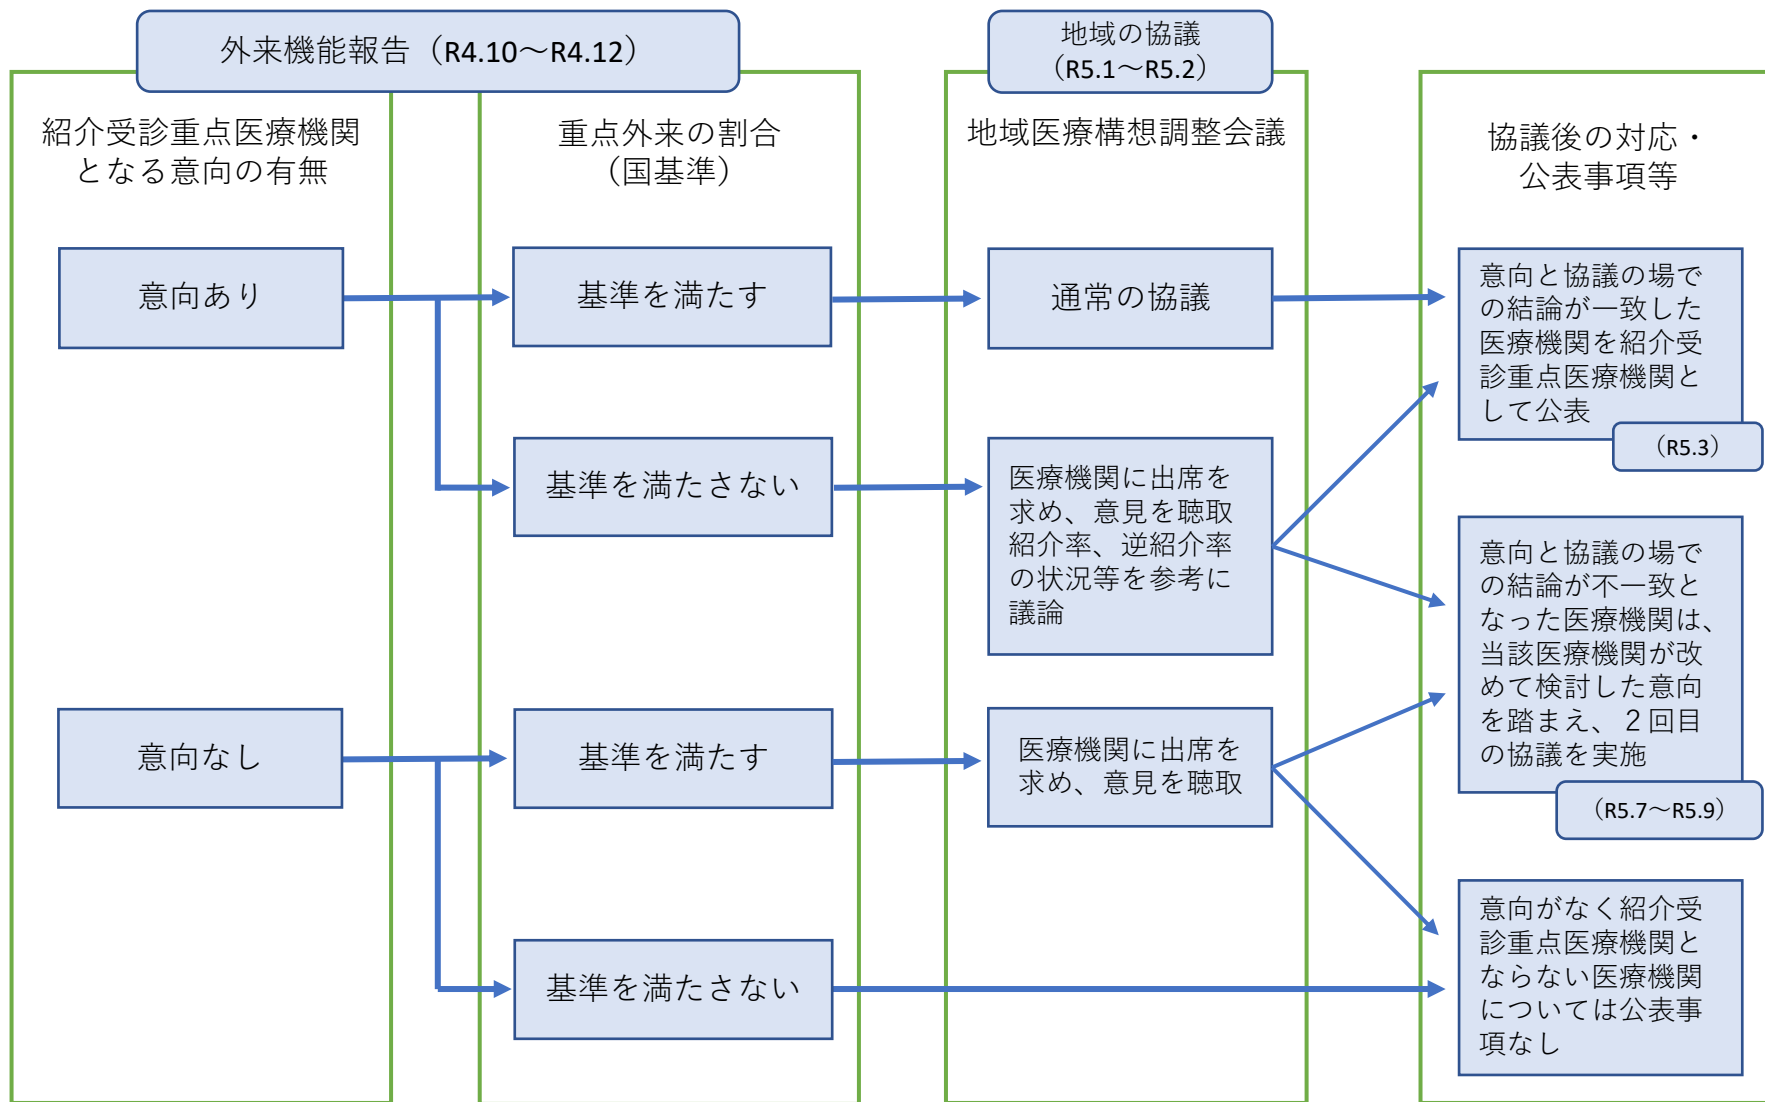 外来機能報告（R4.10～R4.12）
地域の協議
（R5.1～R5.2）
紹介受診重点医療機関
となる意向の有無
重点外来の割合
（国基準）
地域医療構想調整会議
協議後の対応・
公表事項等
意向あり
基準を満たす
通常の協議
意向と協議の場で
の結論が一致した
医療機関を紹介受
診重点医療機関と
して公表
（R5.3）
基準を満たさない
医療機関に出席を
求め、意見を聴取
紹介率、逆紹介率
の状況等を参考に
議論
意向と協議の場で
の結論が不一致と
なった医療機関は、
当該医療機関が改
めて検討した意向
を踏まえ、２回目
の協議を実施
（R5.7～R5.9）
意向なし
基準を満たす
医療機関に出席を
求め、意見を聴取
基準を満たさない
意向がなく紹介受
診重点医療機関と
ならない医療機関
については公表事
項なし